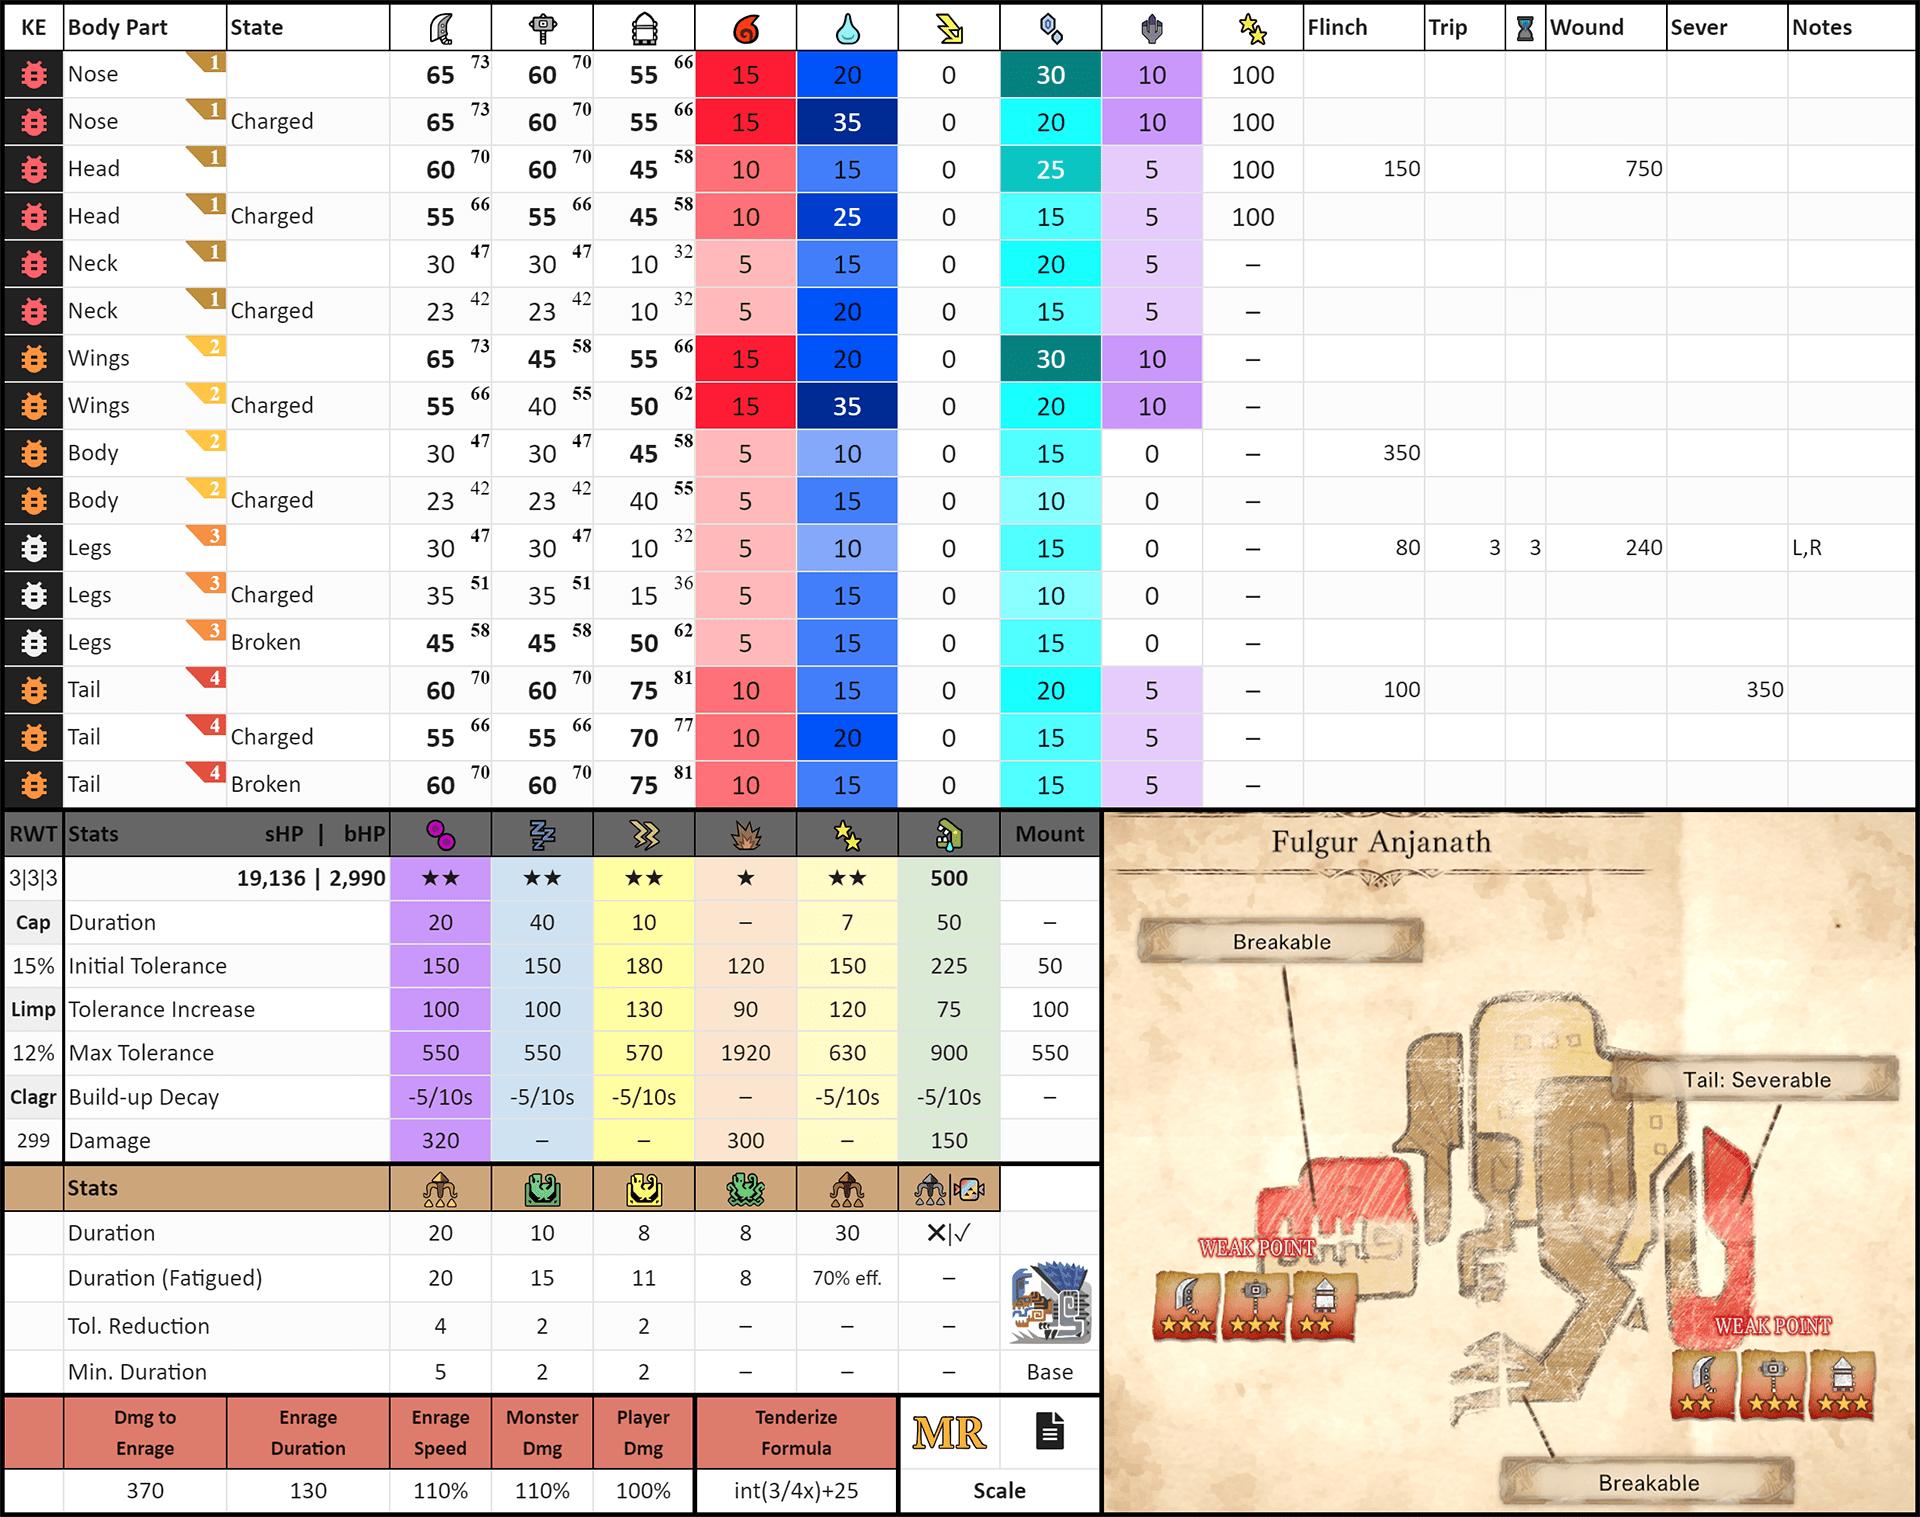 KE Body Part State Flinch Trip Wound Sever Notes
Nose 1 65 73 60 70 55 66 15 20 0 30 10 100
Nose 1 Charged 65 73 60 70 55 66 15 35 0 20 10 100
Head 1 60 70 60 70 45 58 10 15 0 25 5 100 150 750
Head 1 Charged 55 66 55 66 45 58 10 25 0 15 5 100
Neck 1 30 47 30 47 10 32 5 15 0 20 5 –
Neck 1 Charged 23 42 23 42 10 32 5 20 0 15 5 –
Wings 2 65 73 45 58 55 66 15 20 0 30 10 –
Wings 2 Charged 55 66 40 55 50 62 15 35 0 20 10 –
Body 2 30 47 30 47 45 58 5 10 0 15 0 – 350
Body 2 Charged 23 42 23 42 40 55 5 15 0 10 0 –
Legs 3 30 47 30 47 10 32 5 10 0 15 0 – 80 3 3 240 L,R
Legs 3 Charged 35 51 35 51 15 36 5 15 0 10 0 –
Legs 3 Broken 45 58 45 58 50 62 5 15 0 15 0 –
Tail 4 60 70 60 70 75 81 10 15 0 20 5 – 100 350
Tail 4 Charged 55 66 55 66 70 77 10 20 0 15 5 –
Tail 4 Broken 60 70 60 70 75 81 10 15 0 15 5 –
RWT Stats sHP | bHP Mount
3|3|3 19,136 | 2,990 ★★ ★★ ★★ ★ ★★ 500
Cap Duration 20 40 10 – 7 50 –
15% Initial Tolerance 150 150 180 120 150 225 50
Limp Tolerance Increase 100 100 130 90 120 75 100
12% Max Tolerance 550 550 570 1920 630 900 550
Clagr Build-up Decay -5/10s -5/10s -5/10s – -5/10s -5/10s –
299 Damage 320 – – 300 – 150
Stats
Duration 20 10 8 8 30 ✕|✓
Duration (Fatigued) 20 15 11 8 70% eff. –
Tol. Reduction 4 2 2 – – –
Min. Duration 5 2 2 – – – Base
Dmg to Enrage Enrage Duration Enrage Speed Monster Dmg Player Dmg Tenderize Formula MR
370 130 110% 110% 100% int(3/4x)+25 Scale
Fulgur Anjanath
Breakable
Tail: Severable
WEAK POINT
WEAK POINT
Breakable